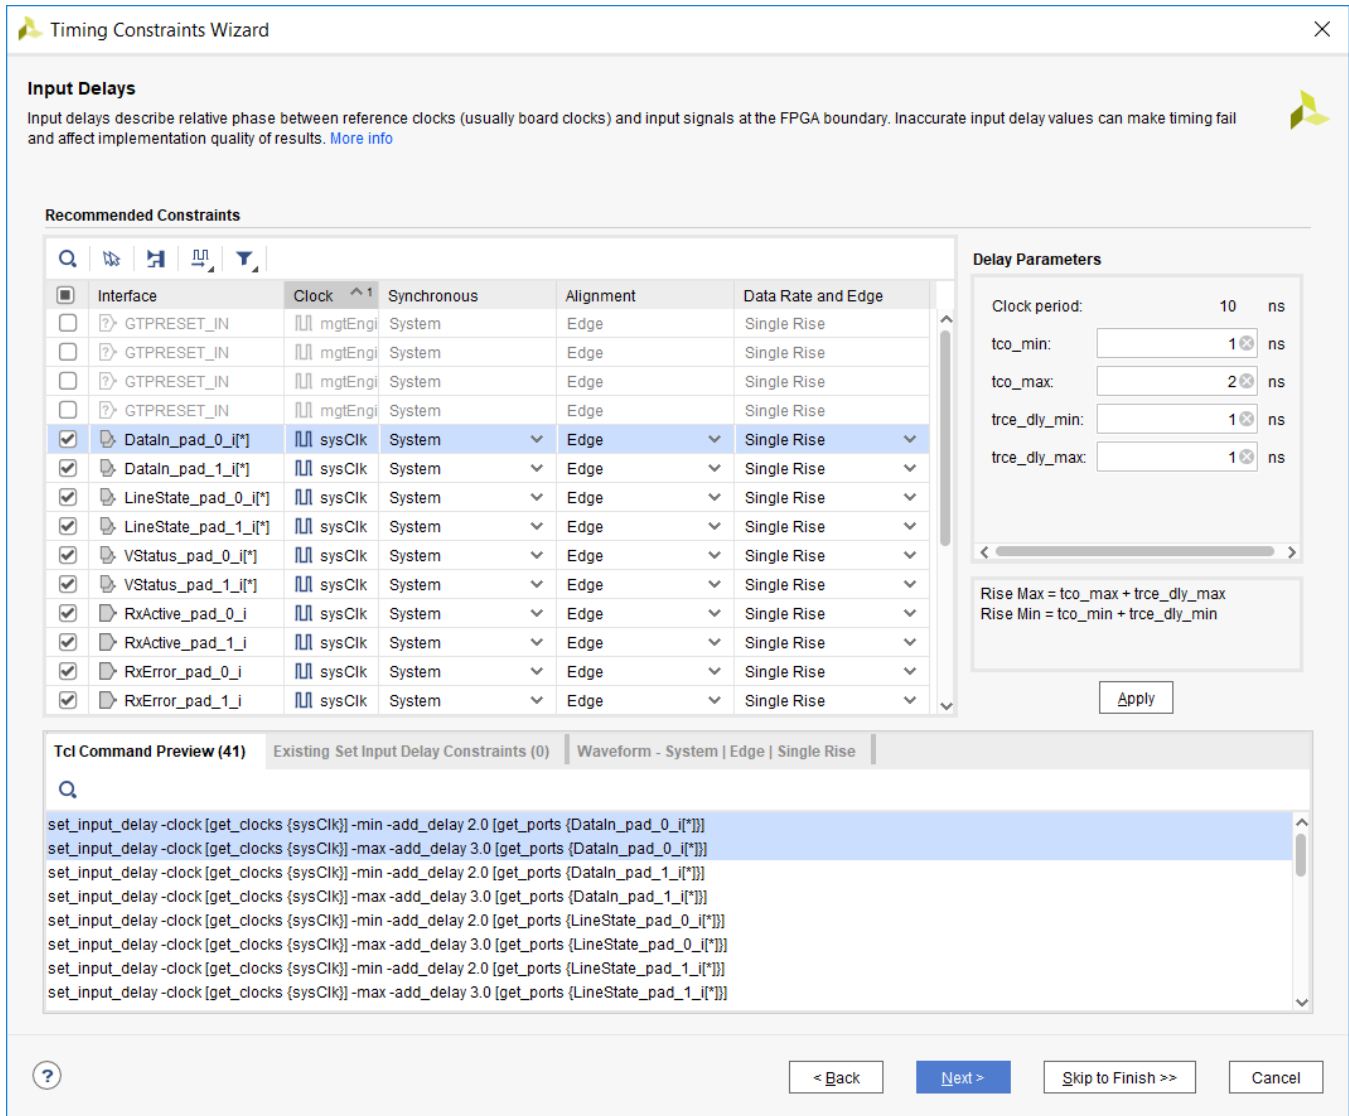 Timing Constraints Wizard
Input Delays
Input delays describe relative phase between reference clocks (usually board clocks) and input signals at the FPGA boundary. Inaccurate input delay values can make timing fail
and affect implementation quality of results. More info
Recommended Constraints
Interface Clock 1 Synchronous Alignment Data Rate and Edge
GTPRESET_IN mgtEngi System Edge Single Rise
GTPRESET_IN mgtEngi System Edge Single Rise
GTPRESET_IN mgtEngi System Edge Single Rise
GTPRESET_IN mgtEngi System Edge Single Rise
DataIn_pad_0_i[*] sysClk System Edge Single Rise
DataIn_pad_1_i[*] sysClk System Edge Single Rise
LineState_pad_0_i[*] sysClk System Edge Single Rise
LineState_pad_1_i[*] sysClk System Edge Single Rise
VStatus_pad_0_i[*] sysClk System Edge Single Rise
VStatus_pad_1_i[*] sysClk System Edge Single Rise
RxActive_pad_0_i sysClk System Edge Single Rise
RxActive_pad_1_i sysClk System Edge Single Rise
RxError_pad_0_i sysClk System Edge Single Rise
RxError_pad_1_i sysClk System Edge Single Rise
Delay Parameters
Clock period: 10 ns
tco_min: 1 ns
tco_max: 2 ns
trce_dly_min: 1 ns
trce_dly_max: 1 ns
Rise Max = tco_max + trce_dly_max
Rise Min = tco_min + trce_dly_min
Apply
Tcl Command Preview (41) Existing Set Input Delay Constraints (0) Waveform - System | Edge | Single Rise
set_input_delay -clock [get_clocks {sysClk}] -min -add_delay 2.0 [get_ports {DataIn_pad_0_i[*]}]
set_input_delay -clock [get_clocks {sysClk}] -max -add_delay 3.0 [get_ports {DataIn_pad_0_i[*]}]
set_input_delay -clock [get_clocks {sysClk}] -min -add_delay 2.0 [get_ports {DataIn_pad_1_i[*]}]
set_input_delay -clock [get_clocks {sysClk}] -max -add_delay 3.0 [get_ports {DataIn_pad_1_i[*]}]
set_input_delay -clock [get_clocks {sysClk}] -min -add_delay 2.0 [get_ports {LineState_pad_0_i[*]}]
set_input_delay -clock [get_clocks {sysClk}] -max -add_delay 3.0 [get_ports {LineState_pad_0_i[*]}]
set_input_delay -clock [get_clocks {sysClk}] -min -add_delay 2.0 [get_ports {LineState_pad_1_i[*]}]
set_input_delay -clock [get_clocks {sysClk}] -max -add_delay 3.0 [get_ports {LineState_pad_1_i[*]}]
? < Back Next > Skip to Finish >> Cancel